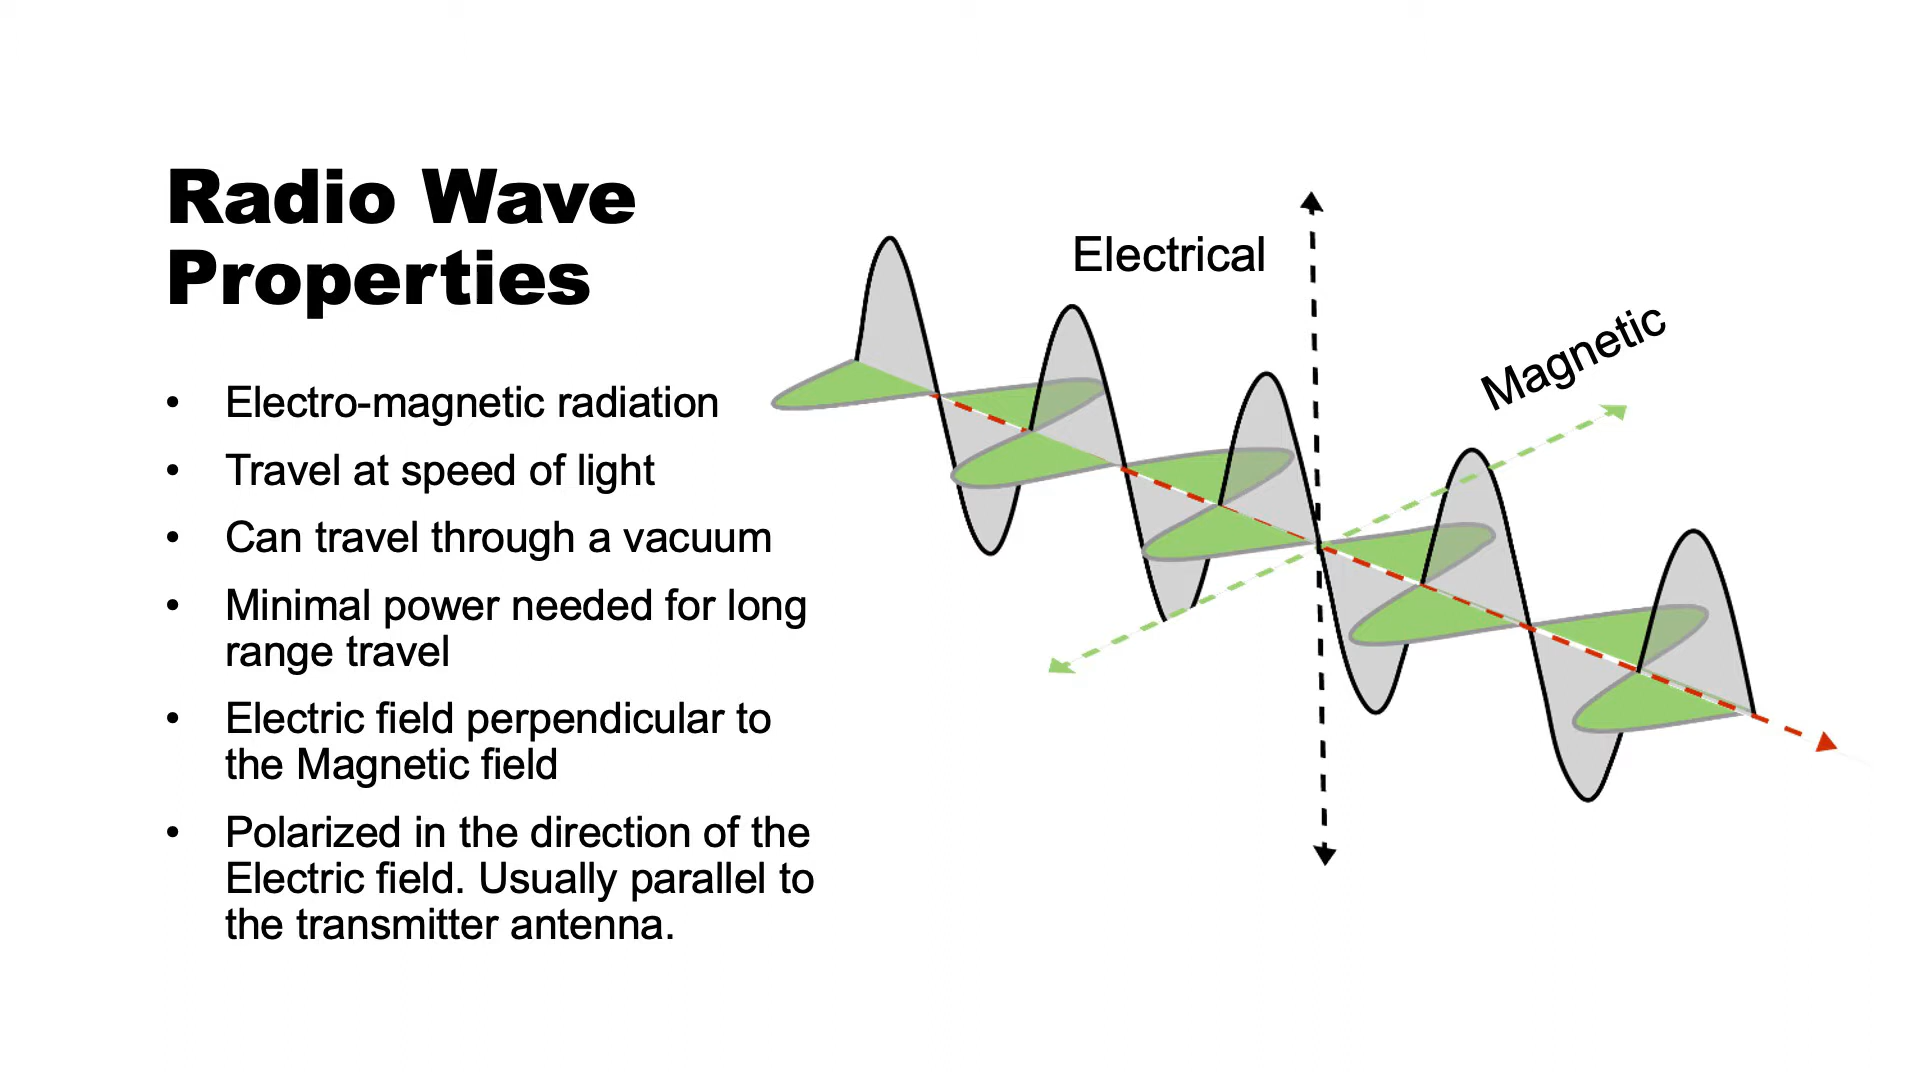 Radio Wave
Properties
• Electro-magnetic radiation
• Travel at speed of light
• Can travel through a vacuum
• Minimal power needed for long
range travel
• Electric field perpendicular to
the Magnetic field
• Polarized in the direction of the
Electric field. Usually parallel to
the transmitter antenna.
Electrical
Magnetic